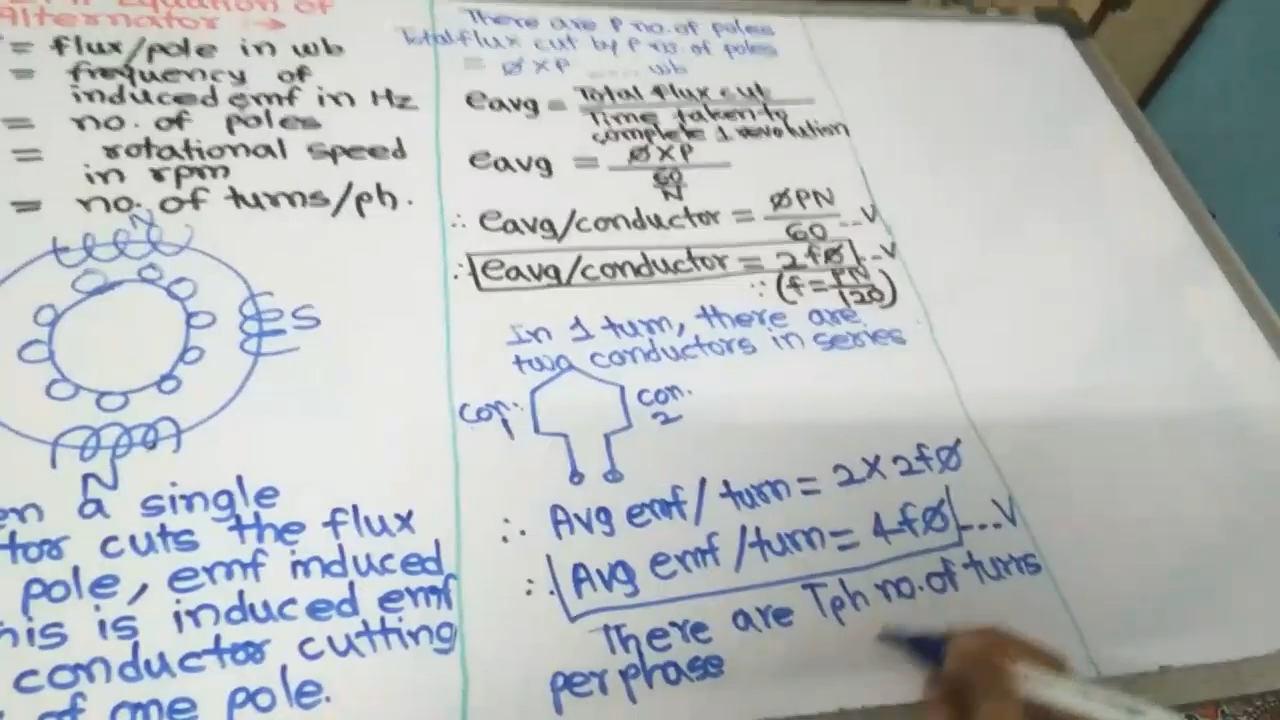 Equation of
Alternator →
= flux/pole in wb
= frequency of
induced emf in Hz
= no. of poles
= rotational speed
in rpm
= no. of turns/ph.
N
S
N
a single
cuts the flux
pole, emf induced
is induced emf
conductor cutting
of one pole.
There are P no. of poles
Total flux cut by P no. of poles
= ø x P ... wb
eavg = Total flux cut
Time taken to
complete 1 revolution
eavg = ø x P
60
N
∴ eavg/conductor = øPN
60 --V
∴ eavg/conductor = 2fø --V
∵ (f = PN
120)
In 1 turn, there are
two conductors in series
con.
con.
2
∴ Avg emf / turn = 2 x 2fø
∴ Avg emf / turn = 4fø ...V
There are Tph no. of turns
per phase